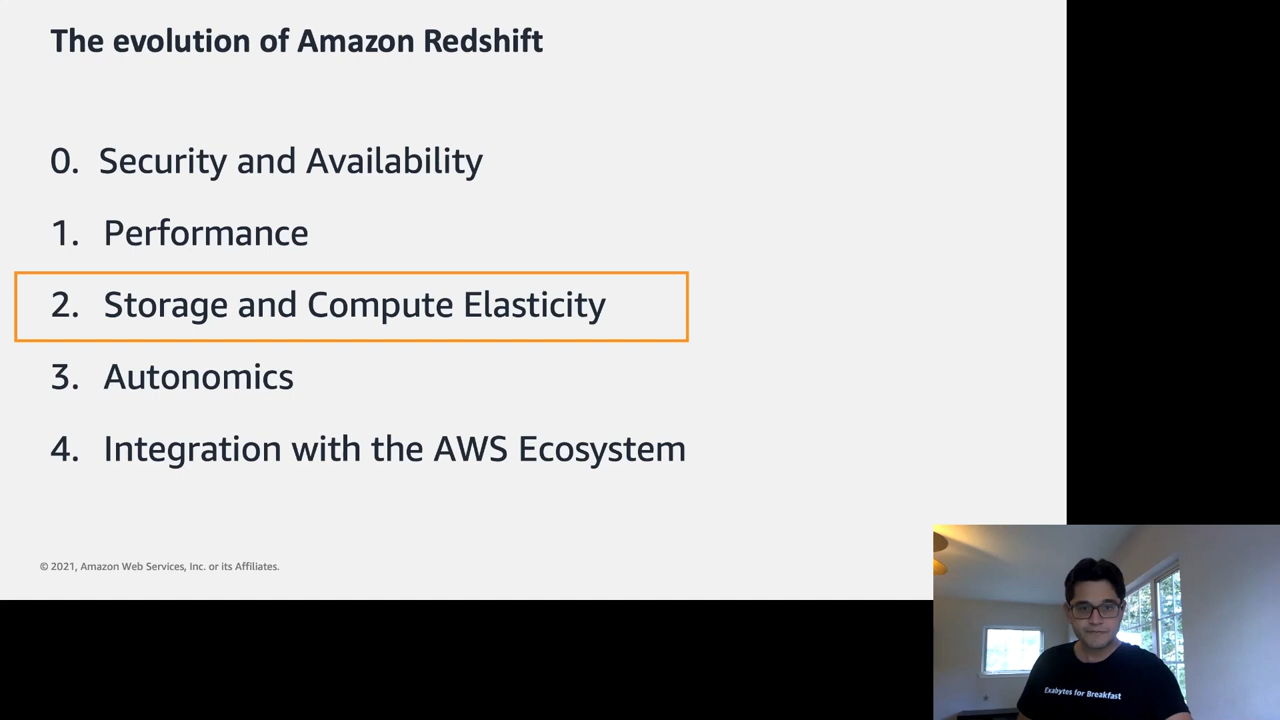 The evolution of Amazon Redshift
0. Security and Availability
1. Performance
2. Storage and Compute Elasticity
3. Autonomics
4. Integration with the AWS Ecosystem
© 2021, Amazon Web Services, Inc. or its Affiliates.
Exabytes for Breakfast